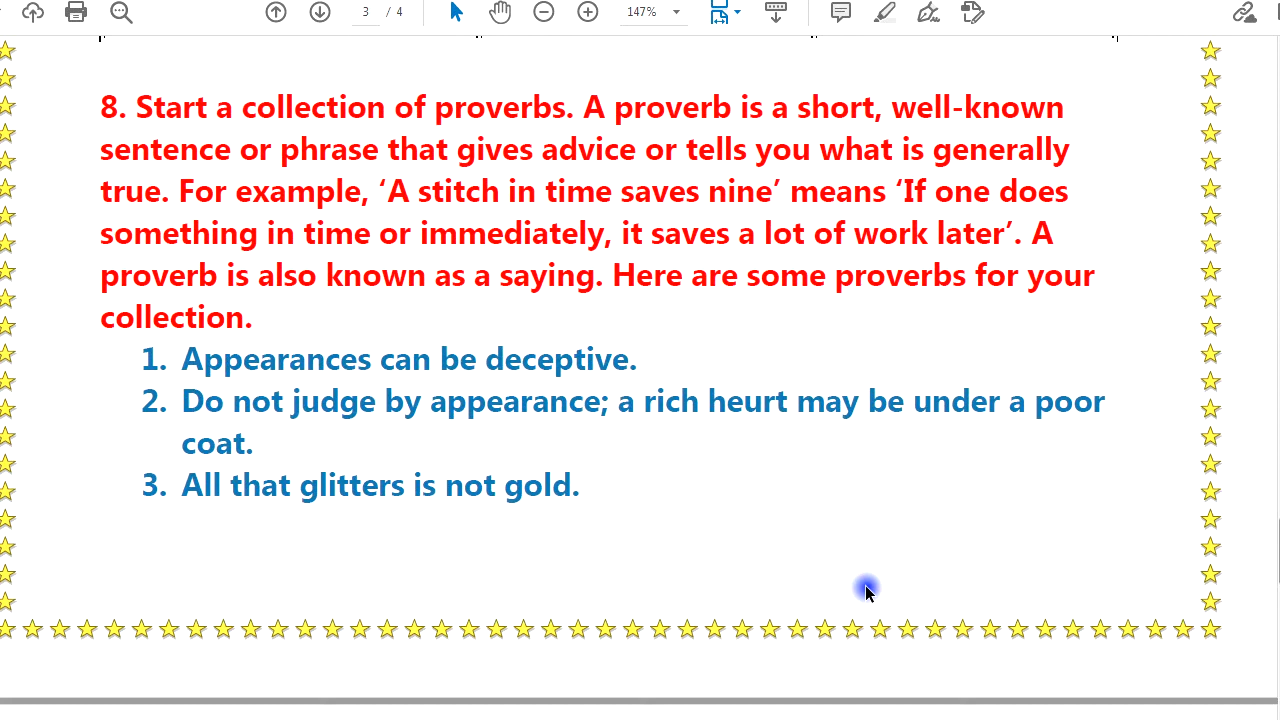 3 / 4 147%
8. Start a collection of proverbs. A proverb is a short, well-known
sentence or phrase that gives advice or tells you what is generally
true. For example, ‘A stitch in time saves nine’ means ‘If one does
something in time or immediately, it saves a lot of work later’. A
proverb is also known as a saying. Here are some proverbs for your
collection.
1. Appearances can be deceptive.
2. Do not judge by appearance; a rich heurt may be under a poor
coat.
3. All that glitters is not gold.